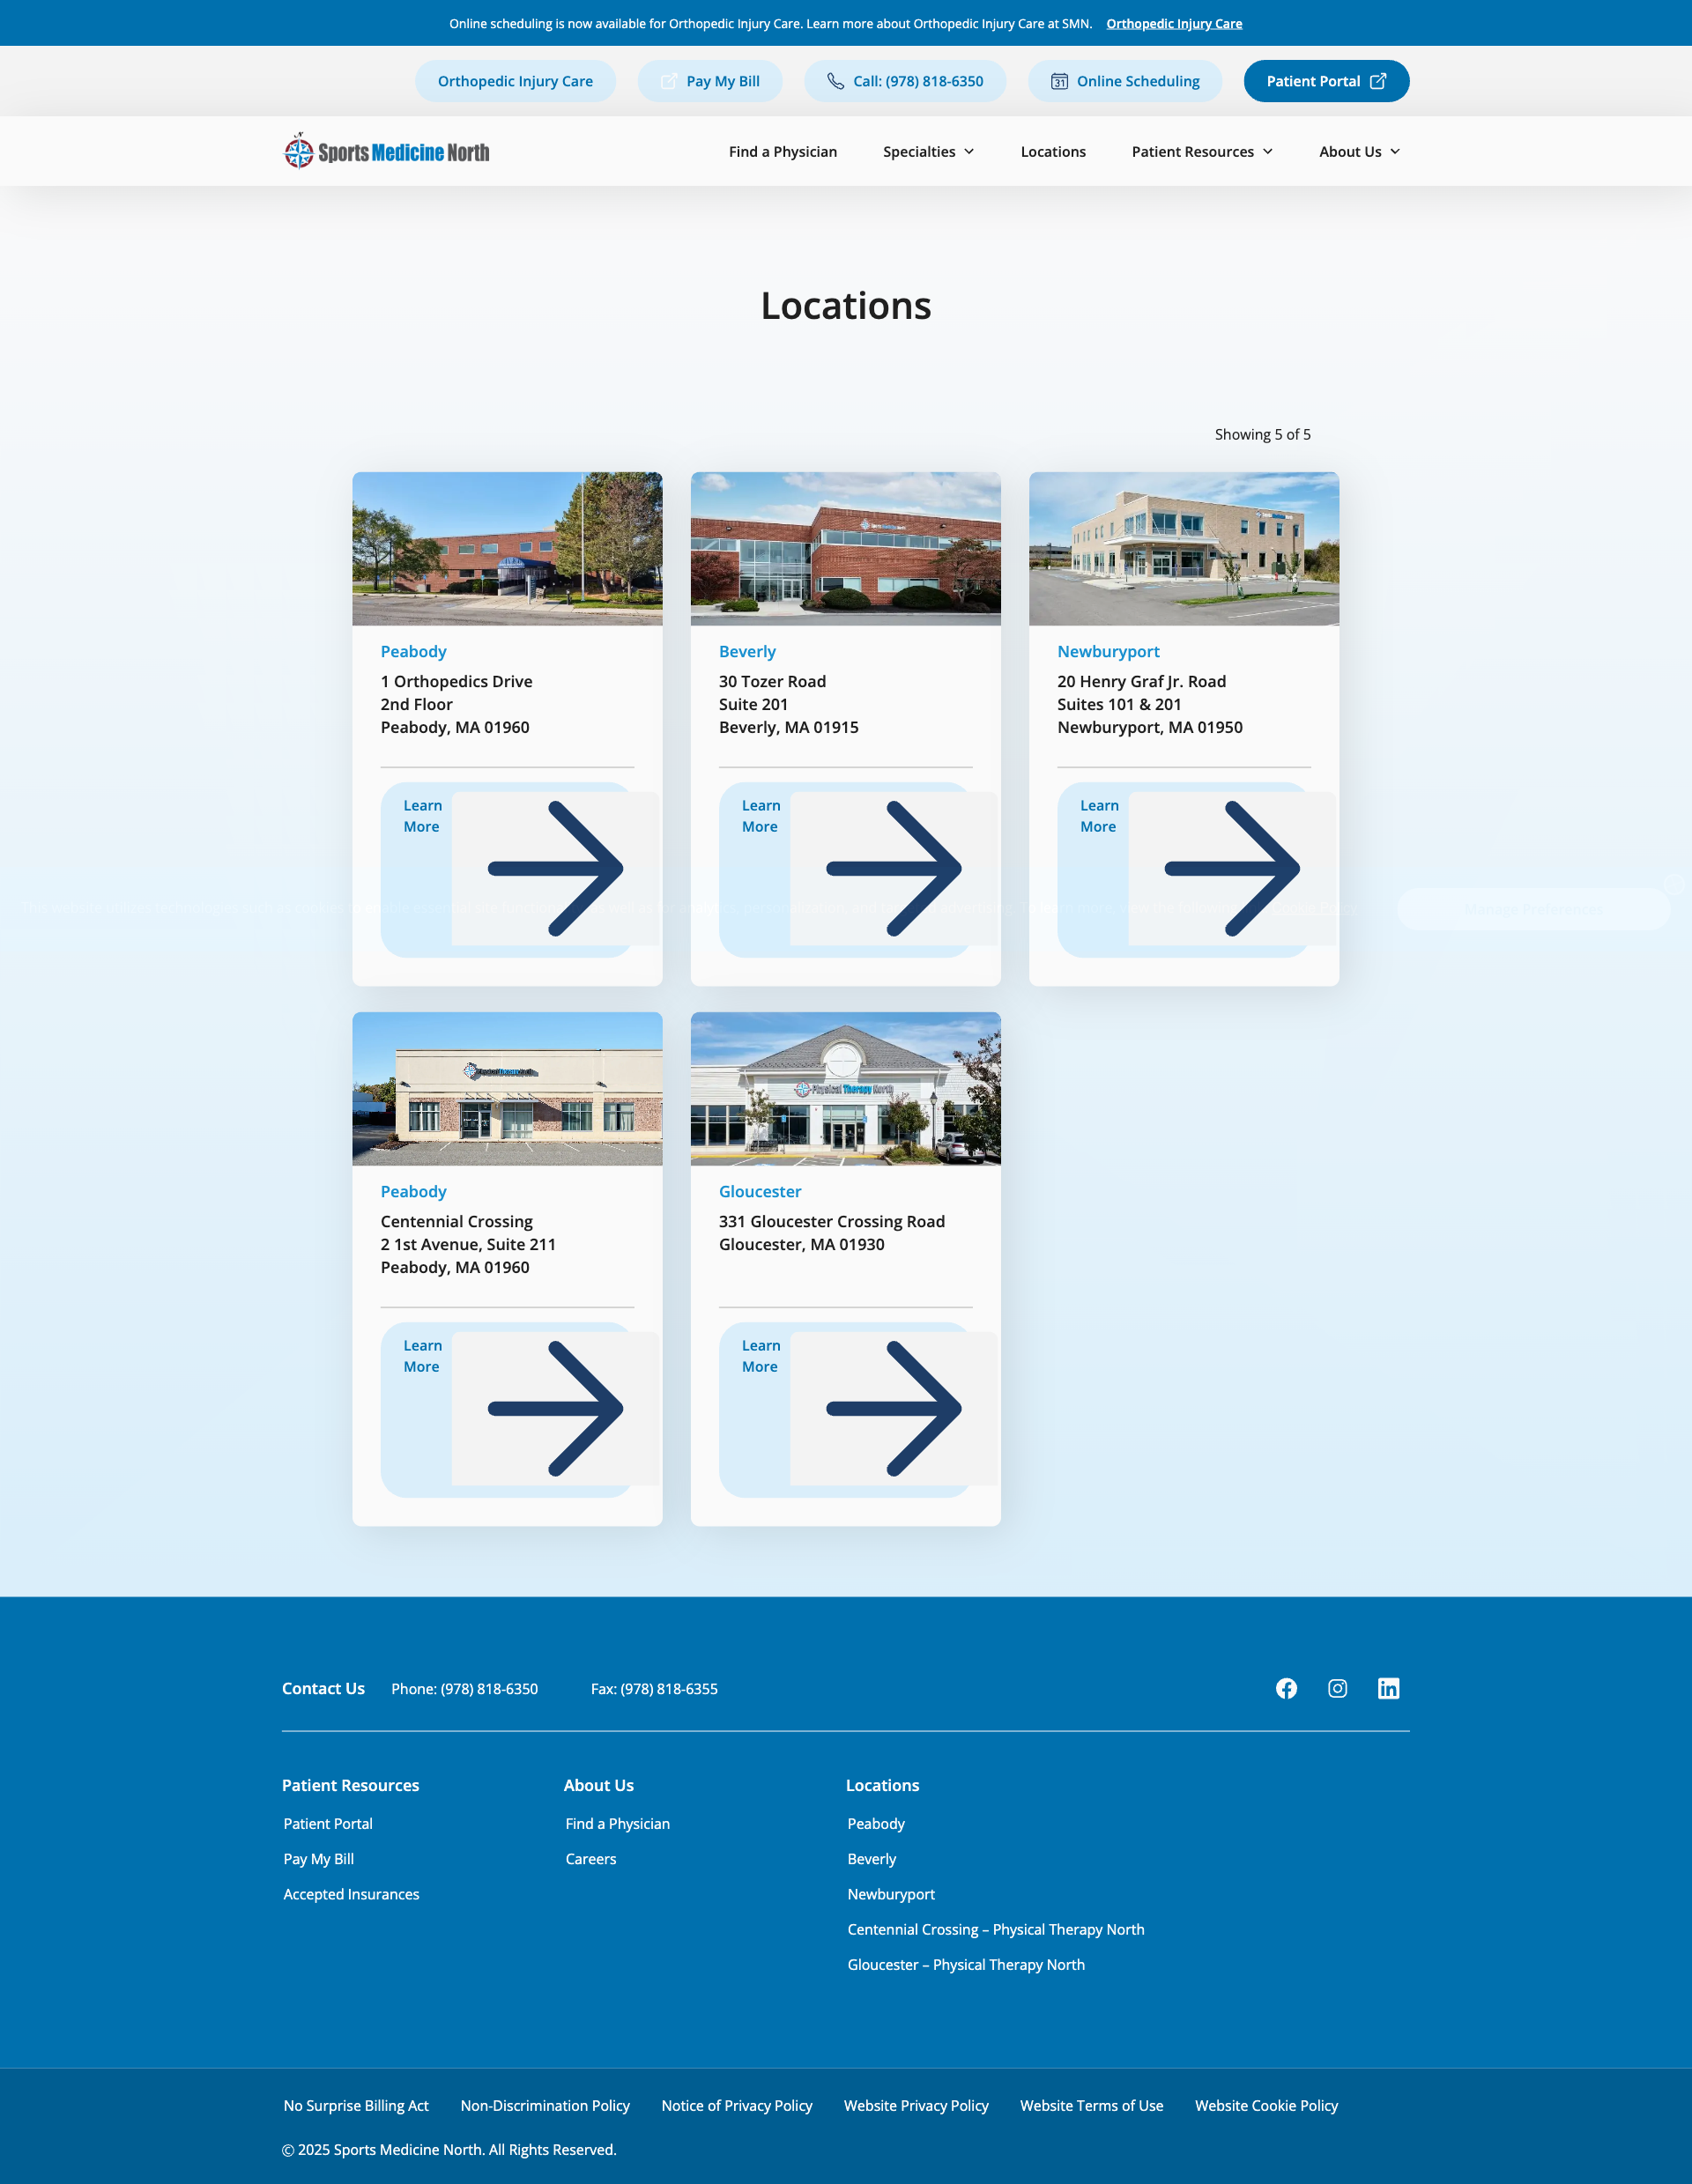 Online scheduling is now available for Orthopedic Injury Care. Learn more about Orthopedic Injury Care at SMN. Orthopedic Injury Care
Orthopedic Injury Care
Pay My Bill
Call: (978) 818-6350
Online Scheduling
Patient Portal
Sports Medicine North
Find a Physician
Specialties
Locations
Patient Resources
About Us
Locations
Showing 5 of 5
Peabody
1 Orthopedics Drive
2nd Floor
Peabody, MA 01960
Learn
More
Beverly
30 Tozer Road
Suite 201
Beverly, MA 01915
Learn
More
Newburyport
20 Henry Graf Jr. Road
Suites 101 & 201
Newburyport, MA 01950
Learn
More
Manage Preferences
Physical Therapy North
Peabody
Centennial Crossing
2 1st Avenue, Suite 211
Peabody, MA 01960
Learn
More
Physical Therapy North
Gloucester
331 Gloucester Crossing Road
Gloucester, MA 01930
Learn
More
Contact Us
Phone: (978) 818-6350
Fax: (978) 818-6355
Patient Resources
Patient Portal
Pay My Bill
Accepted Insurances
About Us
Find a Physician
Careers
Locations
Peabody
Beverly
Newburyport
Centennial Crossing – Physical Therapy North
Gloucester – Physical Therapy North
No Surprise Billing Act
Non-Discrimination Policy
Notice of Privacy Policy
Website Privacy Policy
Website Terms of Use
Website Cookie Policy
© 2025 Sports Medicine North. All Rights Reserved.